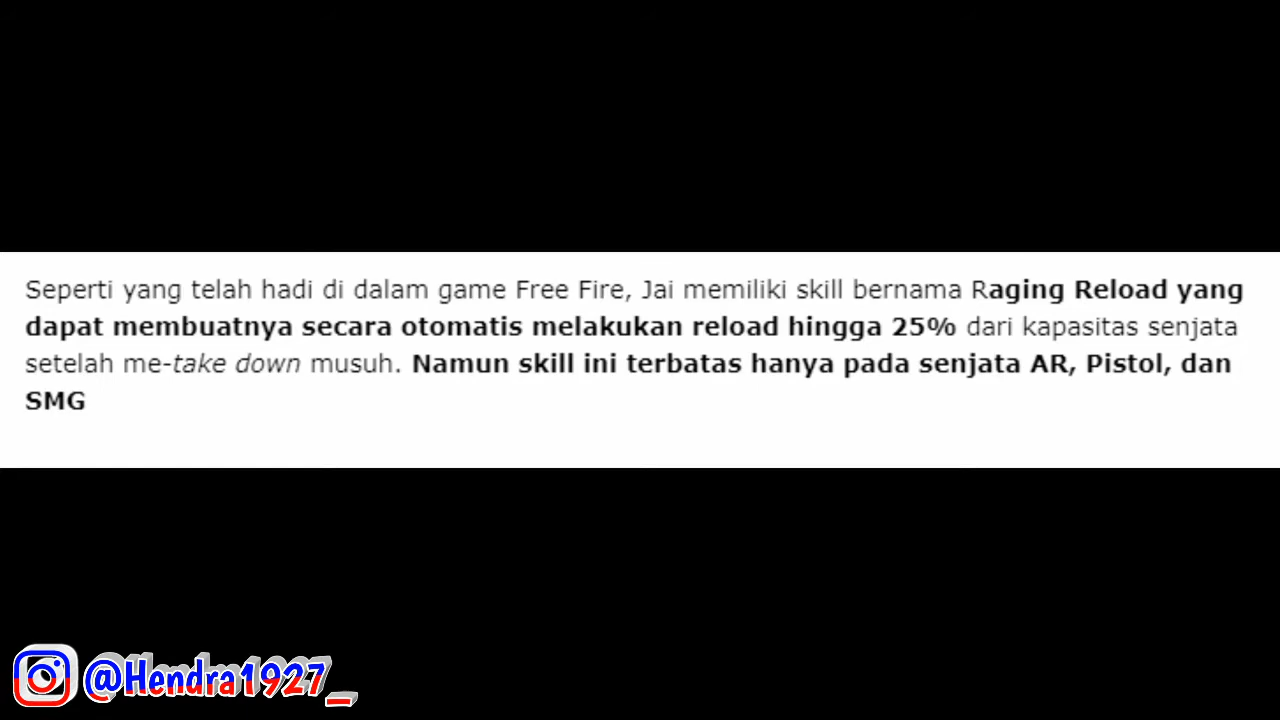 Seperti yang telah hadi di dalam game Free Fire, Jai memiliki skill bernama Raging Reload yang
dapat membuatnya secara otomatis melakukan reload hingga 25% dari kapasitas senjata
setelah me-take down musuh. Namun skill ini terbatas hanya pada senjata AR, Pistol, dan
SMG
@Hendra1927_